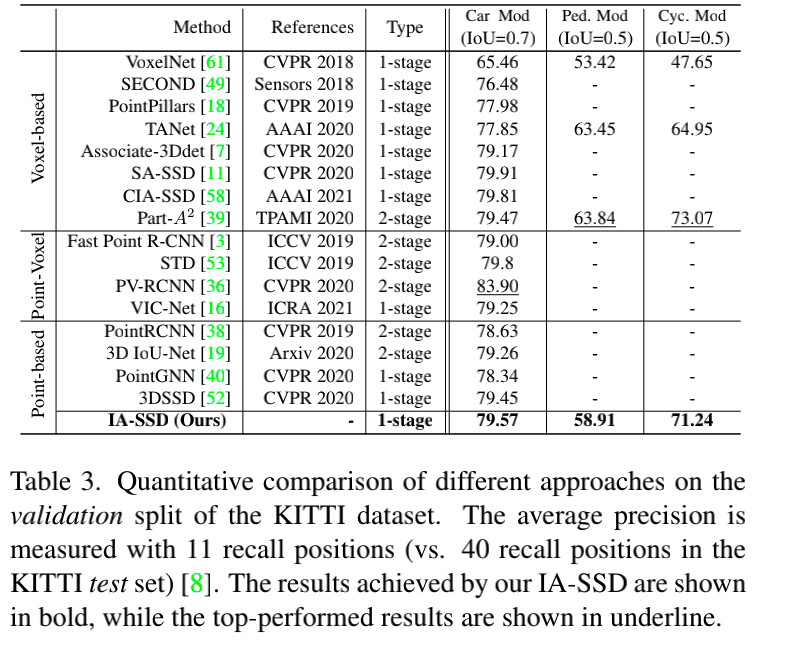 Method References Type Car Mod (IoU=0.7) Ped. Mod (IoU=0.5) Cyc. Mod (IoU=0.5)
Voxel-based
VoxelNet [61] CVPR 2018 1-stage 65.46 53.42 47.65
SECOND [49] Sensors 2018 1-stage 76.48 - -
PointPillars [18] CVPR 2019 1-stage 77.98 - -
TANet [24] AAAI 2020 1-stage 77.85 63.45 64.95
Associate-3Ddet [7] CVPR 2020 1-stage 79.17 - -
SA-SSD [11] CVPR 2020 1-stage 79.91 - -
CIA-SSD [58] AAAI 2021 1-stage 79.81 - -
Part-A² [39] TPAMI 2020 2-stage 79.47 63.84 73.07
Point-Voxel
Fast Point R-CNN [3] ICCV 2019 2-stage 79.00 - -
STD [53] ICCV 2019 2-stage 79.8 - -
PV-RCNN [36] CVPR 2020 2-stage 83.90 - -
VIC-Net [16] ICRA 2021 1-stage 79.25 - -
Point-based
PointRCNN [38] CVPR 2019 2-stage 78.63 - -
3D IoU-Net [19] Arxiv 2020 2-stage 79.26 - -
PointGNN [40] CVPR 2020 1-stage 78.34 - -
3DSSD [52] CVPR 2020 1-stage 79.45 - -
IA-SSD (Ours) - 1-stage 79.57 58.91 71.24
Table 3. Quantitative comparison of different approaches on the
validation split of the KITTI dataset. The average precision is
measured with 11 recall positions (vs. 40 recall positions in the
KITTI test set) [8]. The results achieved by our IA-SSD are shown
in bold, while the top-performed results are shown in underline.